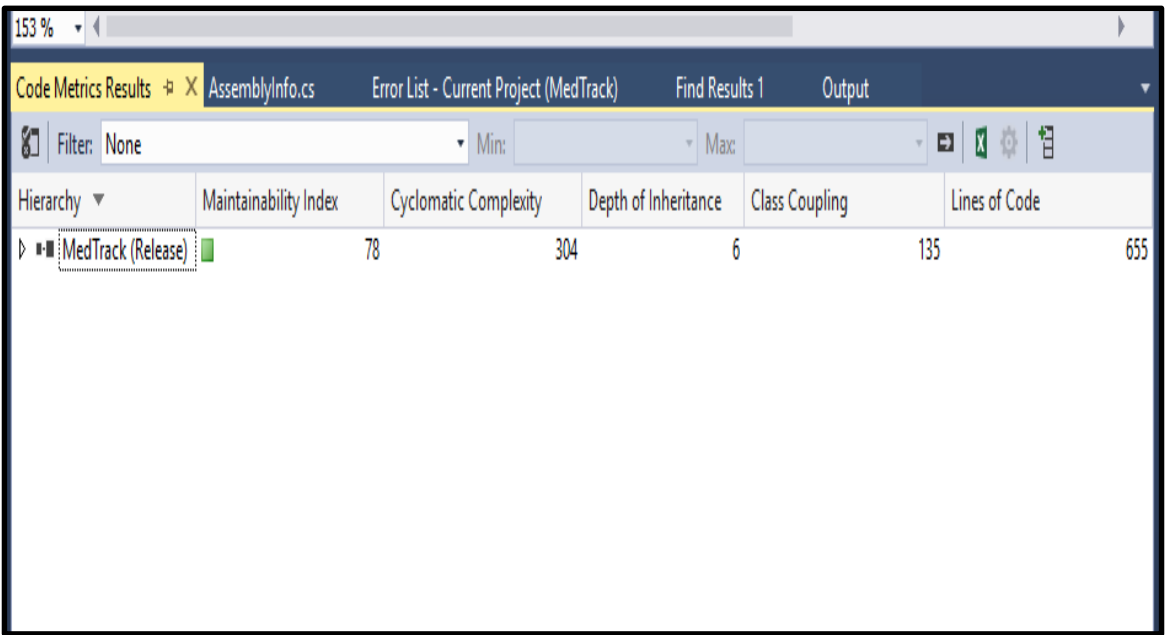 153 %
Code Metrics Results AssemblyInfo.cs Error List - Current Project (MedTrack) Find Results 1 Output
Filter: None Min: Max:
Hierarchy Maintainability Index Cyclomatic Complexity Depth of Inheritance Class Coupling Lines of Code
MedTrack (Release) 78 304 6 135 655